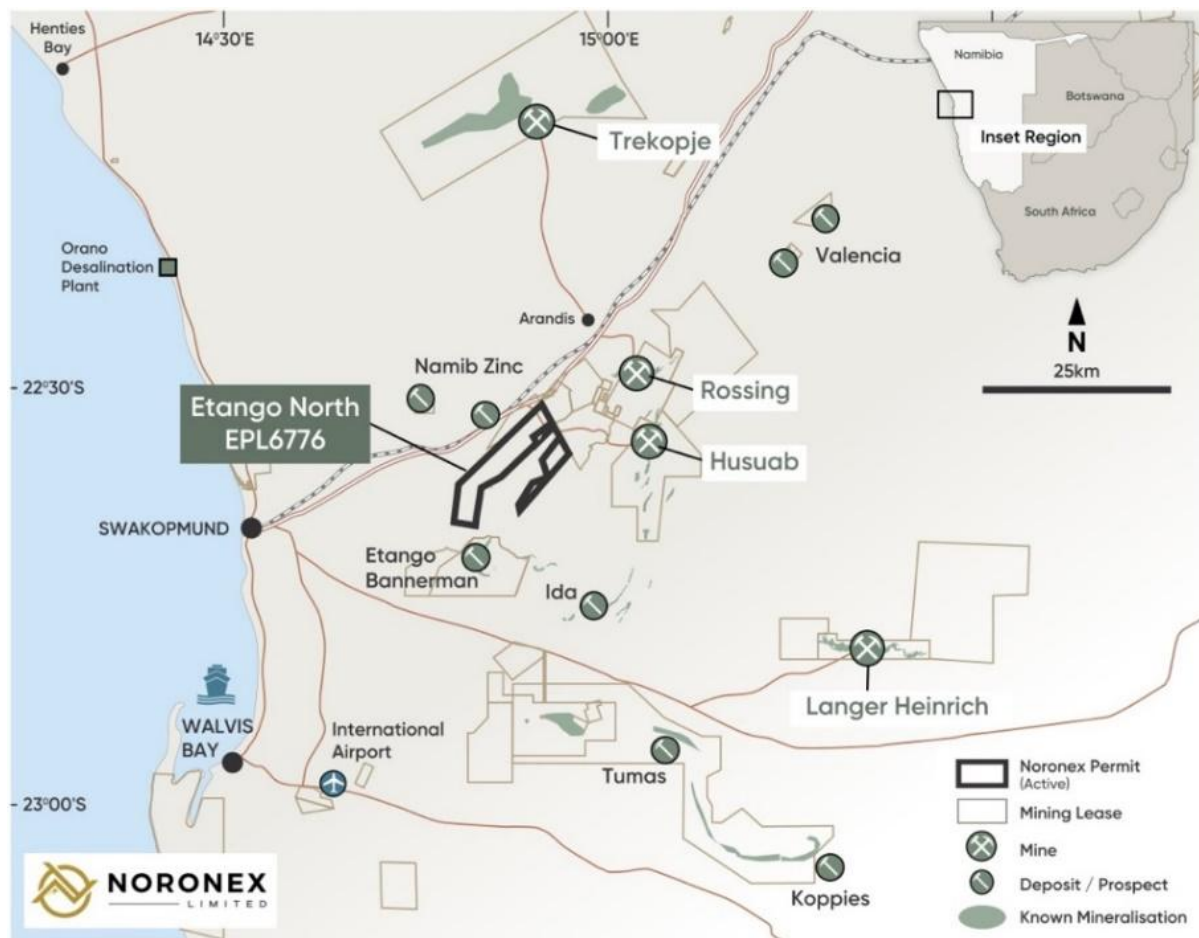 14°30'E
15°00'E
Henties
Bay
Namibia
Botswana
Inset Region
South Africa
Trekopje
Orano
Desalination
Plant
Valencia
Arandis
N
25km
Namib Zinc
22°30'S
Rossing
Etango North
EPL6776
Husuab
SWAKOPMUND
Etango
Bannerman
Ida
Langer Heinrich
WALVIS
BAY
International
Airport
Tumas
23°00'S
Koppies
Noronex Permit
(Active)
Mining Lease
Mine
Deposit / Prospect
Known Mineralisation
NORONEX
LIMITED